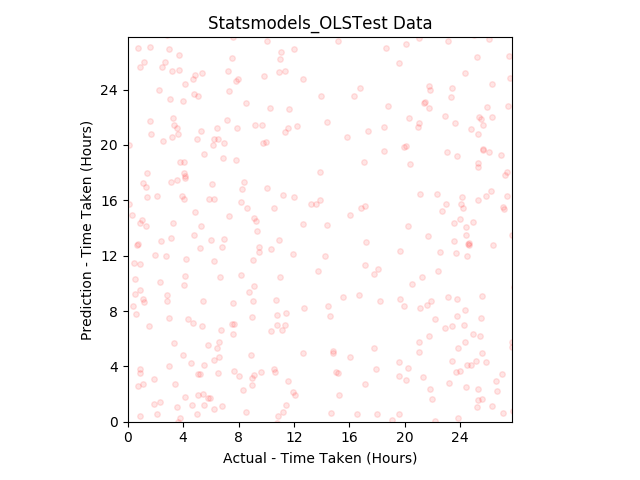 Statsmodels_OLSTest Data
Prediction - Time Taken (Hours)
24
20
16
12
8
4
0
0 4 8 12 16 20 24
Actual - Time Taken (Hours)